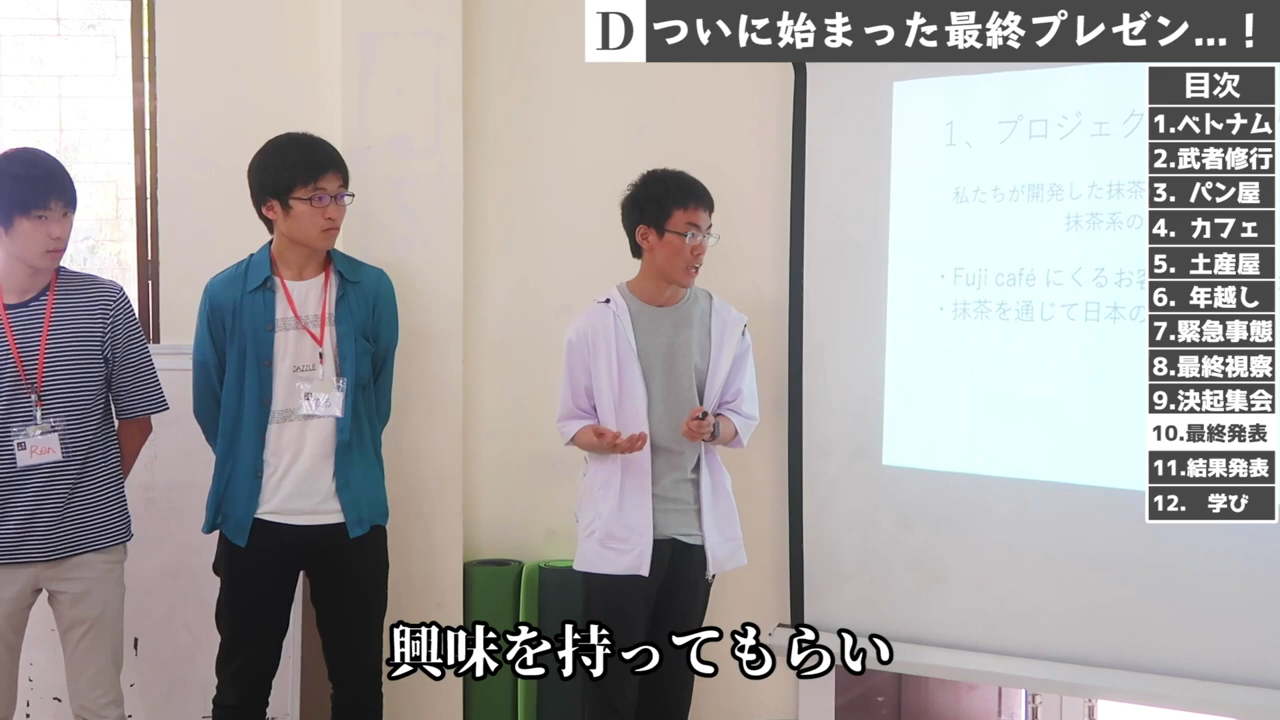 D ついに始まった最終プレゼン...！
目次
1.ベトナム
2.武者修行
3. パン屋
4. カフェ
5. 土産屋
6. 年越し
7.緊急事態
8.最終視察
9.決起集会
10.最終発表
11.結果発表
12. 学び
1、プロジェク
私たちが開発した抹茶
抹茶系の
・Fuji café にくるお客
・抹茶を通じて日本の
DAZZLE
Ren
興味を持ってもらい